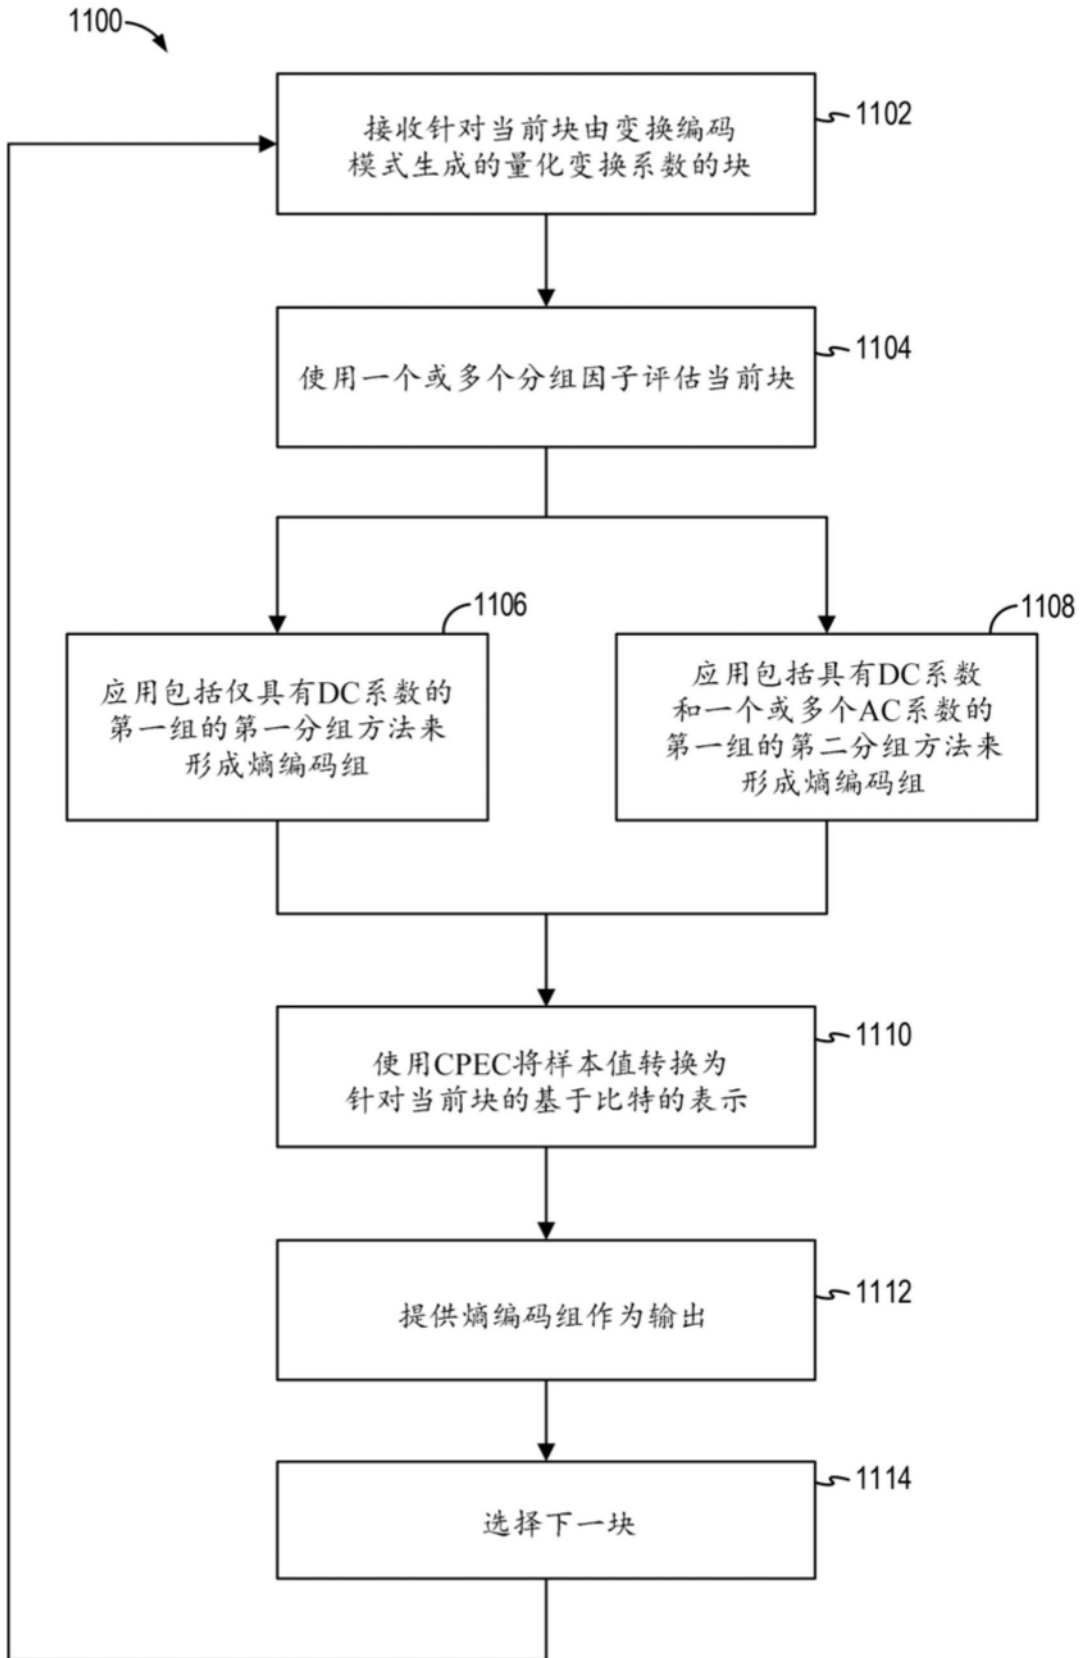 1100
接收针对当前块由变换编码
模式生成的量化变换系数的块
1102
使用一个或多个分组因子评估当前块
1104
1106
应用包括仅具有DC系数的
第一组的第一分组方法来
形成熵编码组
1108
应用包括具有DC系数
和一个或多个AC系数的
第一组的第二分组方法来
形成熵编码组
使用CPEC将样本值转换为
针对当前块的基于比特的表示
1110
提供熵编码组作为输出
1112
选择下一块
1114